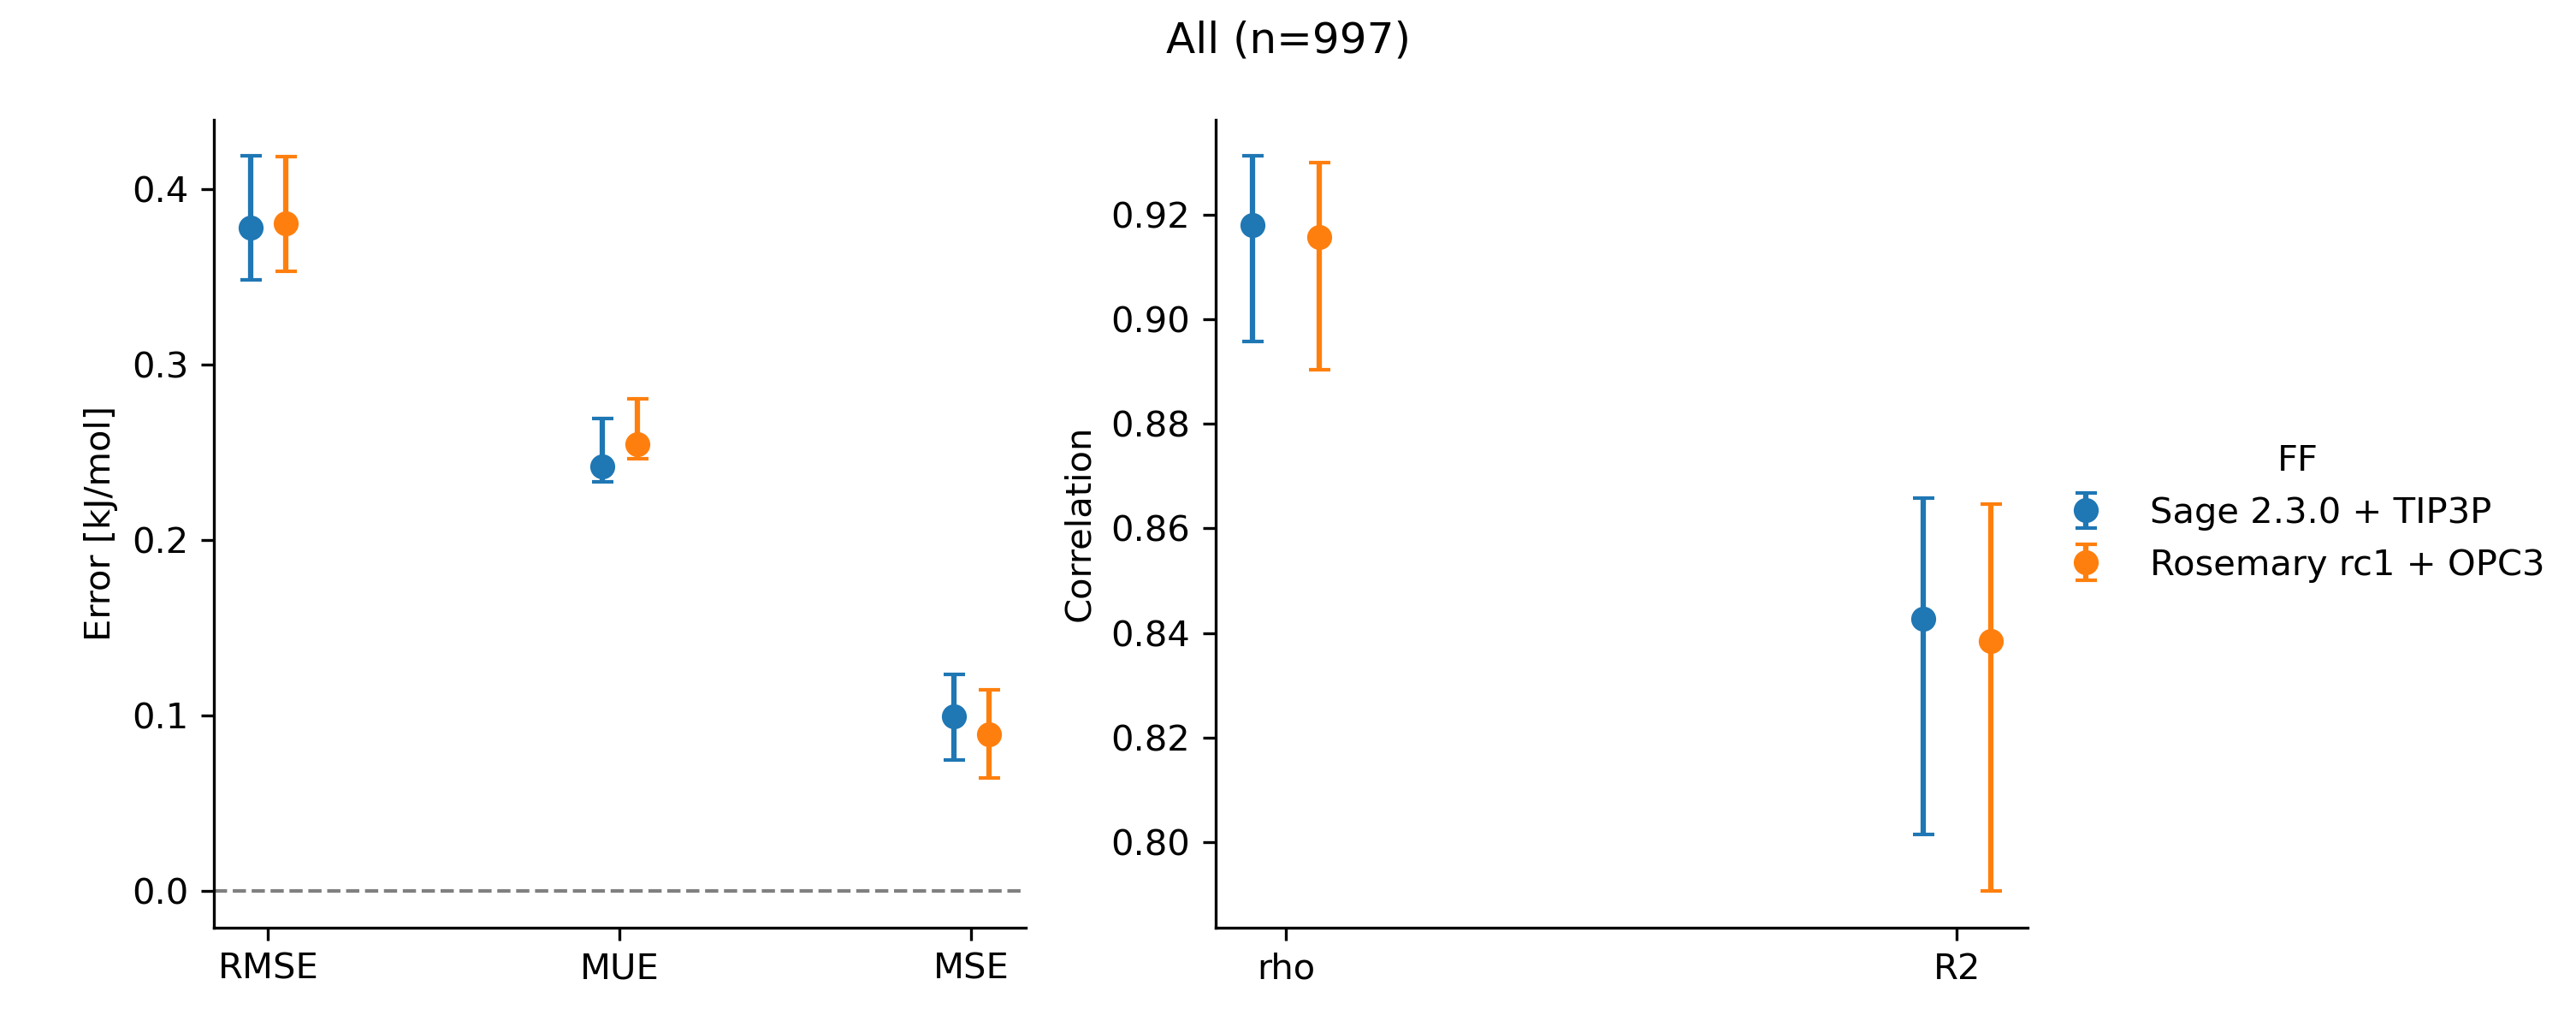 All (n=997)
Error [kJ/mol]
0.4
0.3
0.2
0.1
0.0
RMSE
MUE
MSE
Correlation
0.92
0.90
0.88
0.86
0.84
0.82
0.80
rho
R2
FF
Sage 2.3.0 + TIP3P
Rosemary rc1 + OPC3